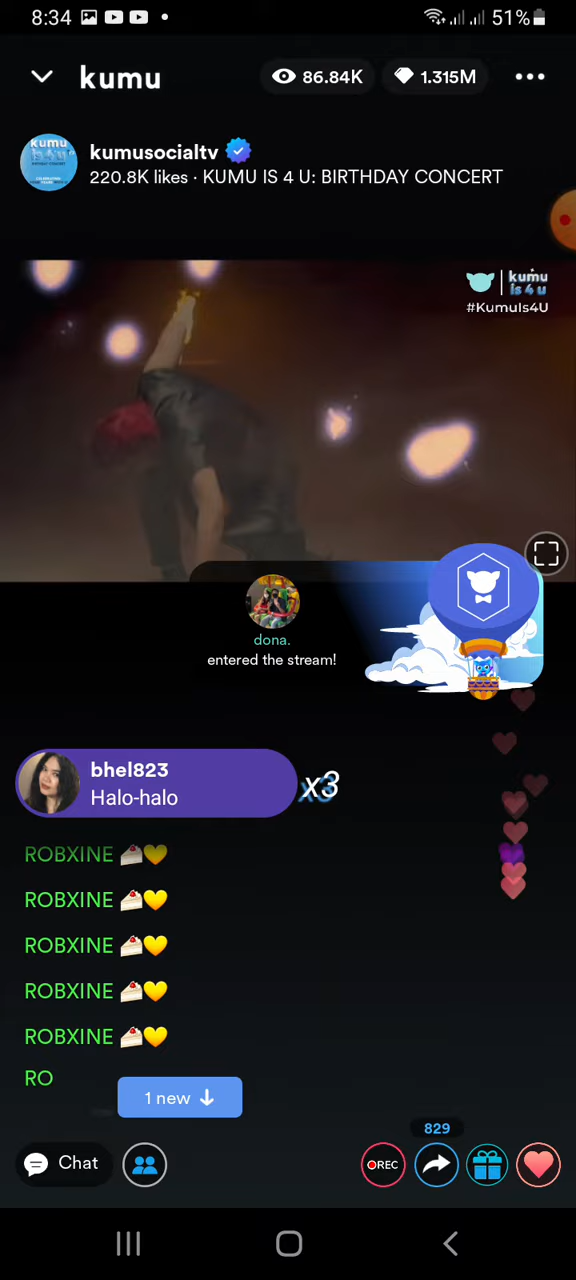 8:34 51%
kumu 86.84K 1.315M
kumusocialtv
220.8K likes · KUMU IS 4 U: BIRTHDAY CONCERT
kumu
is 4 u
#KumuIs4U
dona.
entered the stream!
bhel823
Halo-halo
x3
ROBXINE 🍰💛
ROBXINE 🍰💛
ROBXINE 🍰💛
ROBXINE 🍰💛
ROBXINE 🍰💛
RO
1 new ↓
829
Chat
REC